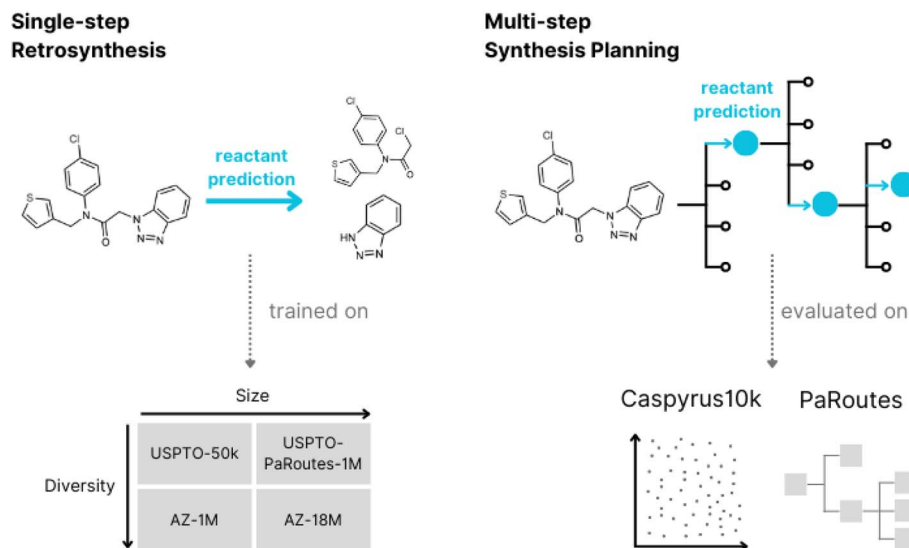 Single-step
Retrosynthesis
Cl
S
N
O
N
N
N
reactant
prediction
Cl
Cl
S
N
O
HN
N
N
trained on
Size
Diversity
USPTO-50k
USPTO-
PaRoutes-1M
AZ-1M
AZ-18M
Multi-step
Synthesis Planning
Cl
S
N
O
N
N
N
reactant
prediction
evaluated on
Caspyrus10k
PaRoutes